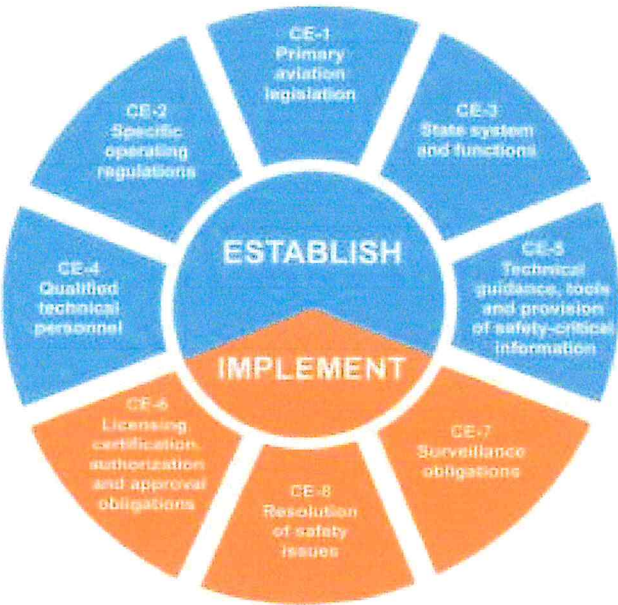 CE-1
Primary
aviation
legislation
CE-2
Specific
operating
regulations
CE-3
State system
and functions
CE-4
Qualified
technical
personnel
ESTABLISH
CE-5
Technical
guidance, tools
and provision
of safety-critical
information
IMPLEMENT
CE-6
Licensing
certification,
authorization
and approval
obligations
CE-7
Surveillance
obligations
CE-8
Resolution
of safety
issues